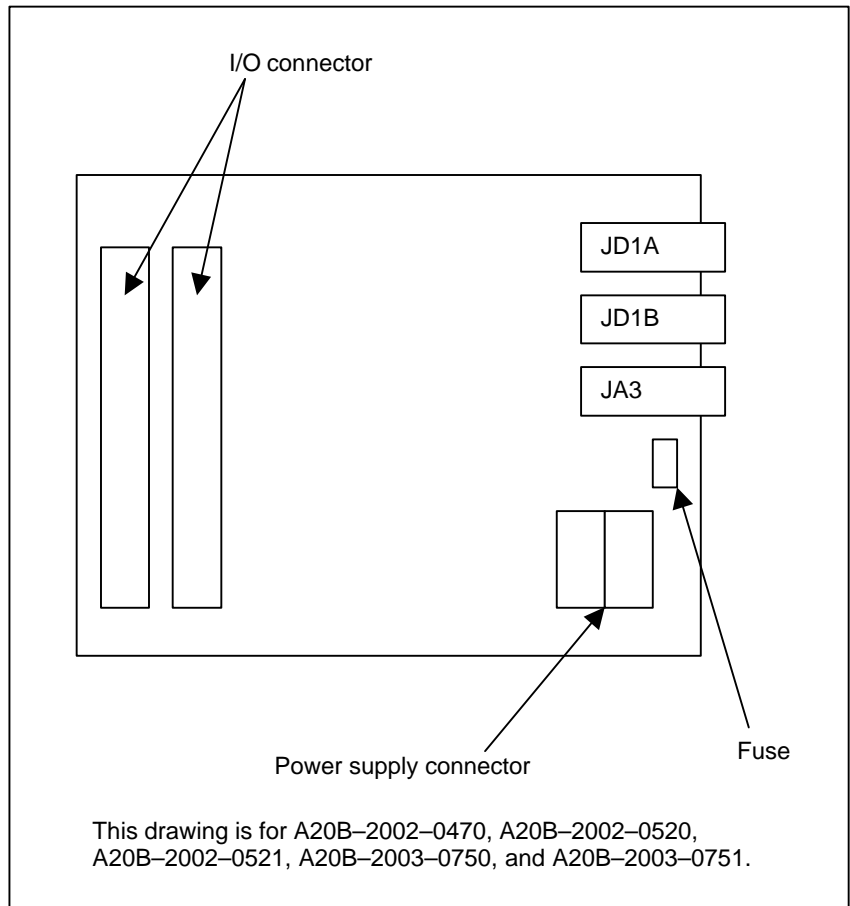 I/O connector
JD1A
JD1B
JA3
Fuse
Power supply connector
This drawing is for A20B–2002–0470, A20B–2002–0520,
A20B–2002–0521, A20B–2003–0750, and A20B–2003–0751.